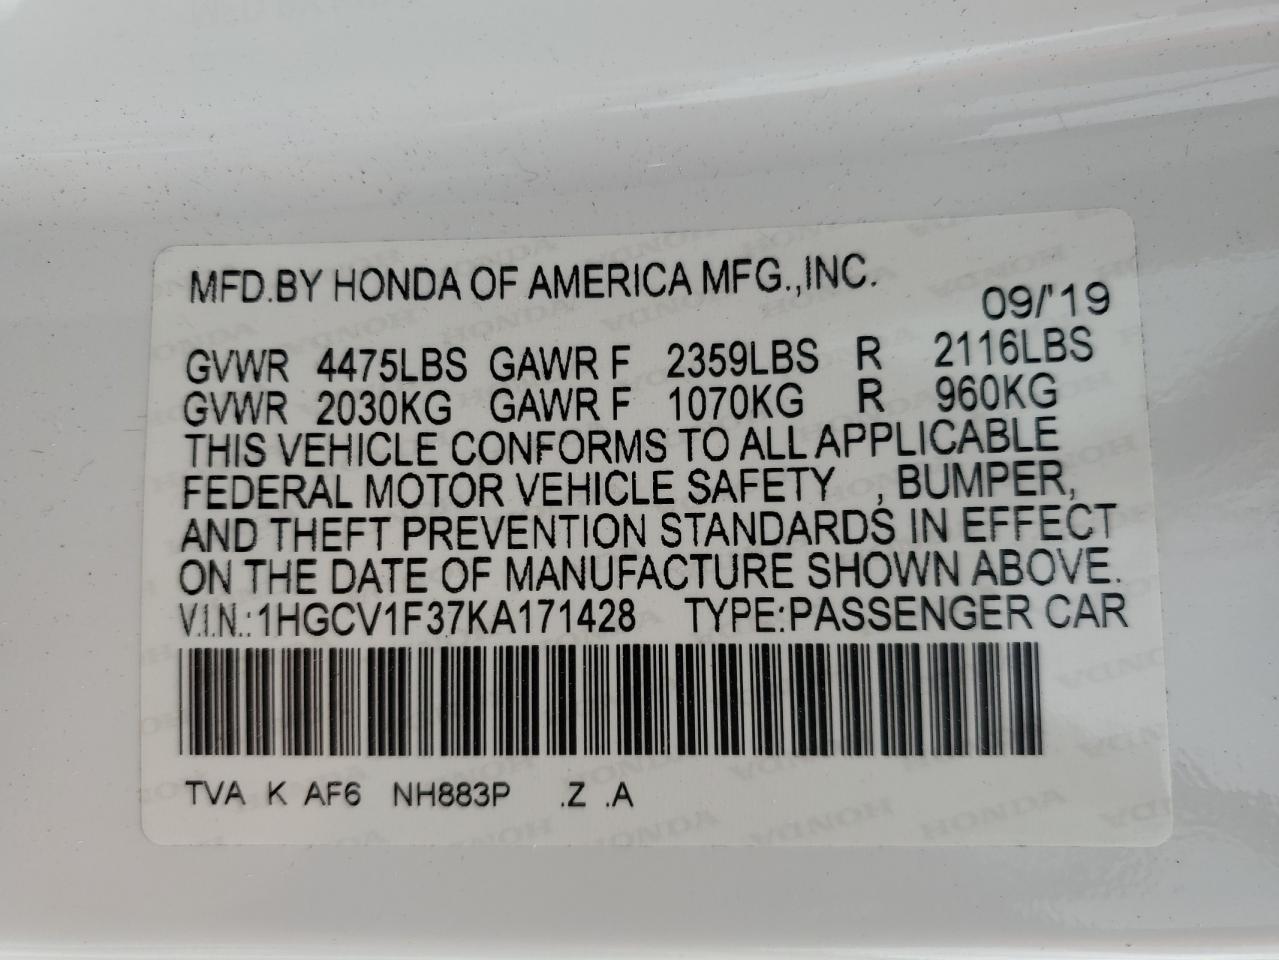 MFD.BY HONDA OF AMERICA MFG.,INC. 09/'19
GVWR 4475LBS GAWR F 2359LBS R 2116LBS
GVWR 2030KG GAWR F 1070KG R 960KG
THIS VEHICLE CONFORMS TO ALL APPLICABLE
FEDERAL MOTOR VEHICLE SAFETY , BUMPER,
AND THEFT PREVENTION STANDARDS IN EFFECT
ON THE DATE OF MANUFACTURE SHOWN ABOVE.
V.I.N.:1HGCV1F37KA171428 TYPE:PASSENGER CAR
TVA K AF6 NH883P .Z .A